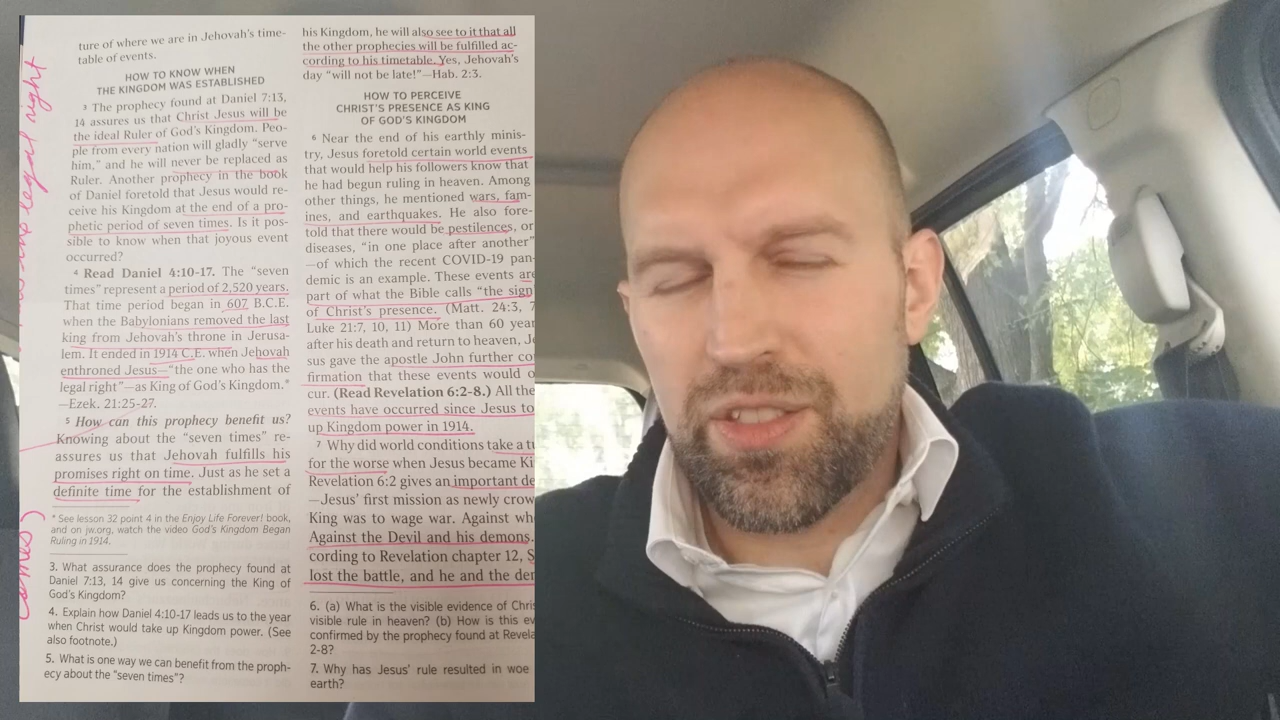 ture of where we are in Jehovah's time-
table of events.
HOW TO KNOW WHEN
THE KINGDOM WAS ESTABLISHED
3 The prophecy found at Daniel 7:13,
14 assures us that Christ Jesus will be
the ideal Ruler of God's Kingdom. Peo-
ple from every nation will gladly "serve
him," and he will never be replaced as
Ruler. Another prophecy in the book
of Daniel foretold that Jesus would re-
ceive his Kingdom at the end of a pro-
phetic period of seven times. Is it pos-
sible to know when that joyous event
occurred?
4 Read Daniel 4:10-17. The "seven
times" represent a period of 2,520 years.
That time period began in 607 B.C.E.
when the Babylonians removed the last
king from Jehovah's throne in Jerusa-
lem. It ended in 1914 C.E. when Jehovah
enthroned Jesus—"the one who has the
legal right"—as King of God's Kingdom.*
—Ezek. 21:25-27.
5 How can this prophecy benefit us?
Knowing about the "seven times" re-
assures us that Jehovah fulfills his
promises right on time. Just as he set a
definite time for the establishment of
* See lesson 32 point 4 in the Enjoy Life Forever! book,
and on jw.org, watch the video God's Kingdom Began
Ruling in 1914.
3. What assurance does the prophecy found at
Daniel 7:13, 14 give us concerning the King of
God's Kingdom?
4. Explain how Daniel 4:10-17 leads us to the year
when Christ would take up Kingdom power. (See
also footnote.)
5. What is one way we can benefit from the proph-
ecy about the "seven times"?
his Kingdom, he will also see to it that all
the other prophecies will be fulfilled ac-
cording to his timetable. Yes, Jehovah's
day "will not be late!"—Hab. 2:3.
HOW TO PERCEIVE
CHRIST'S PRESENCE AS KING
OF GOD'S KINGDOM
6 Near the end of his earthly minis-
try, Jesus foretold certain world events
that would help his followers know that
he had begun ruling in heaven. Among
other things, he mentioned wars, fam-
ines, and earthquakes. He also fore-
told that there would be pestilences, or
diseases, "in one place after another"
—of which the recent COVID-19 pan-
demic is an example. These events are
part of what the Bible calls "the sign
of Christ's presence. (Matt. 24:3, 7
Luke 21:7, 10, 11) More than 60 year
after his death and return to heaven, Je
sus gave the apostle John further con
firmation that these events would o
cur. (Read Revelation 6:2-8.) All the
events have occurred since Jesus to
up Kingdom power in 1914.
7 Why did world conditions take a tu
for the worse when Jesus became Ki
Revelation 6:2 gives an important de
—Jesus' first mission as newly crow
King was to wage war. Against wh
Against the Devil and his demons.
cording to Revelation chapter 12, S
lost the battle, and he and the der
6. (a) What is the visible evidence of Chris
visible rule in heaven? (b) How is this ev
confirmed by the prophecy found at Revela
2-8?
7. Why has Jesus' rule resulted in woe
earth?
the legal right